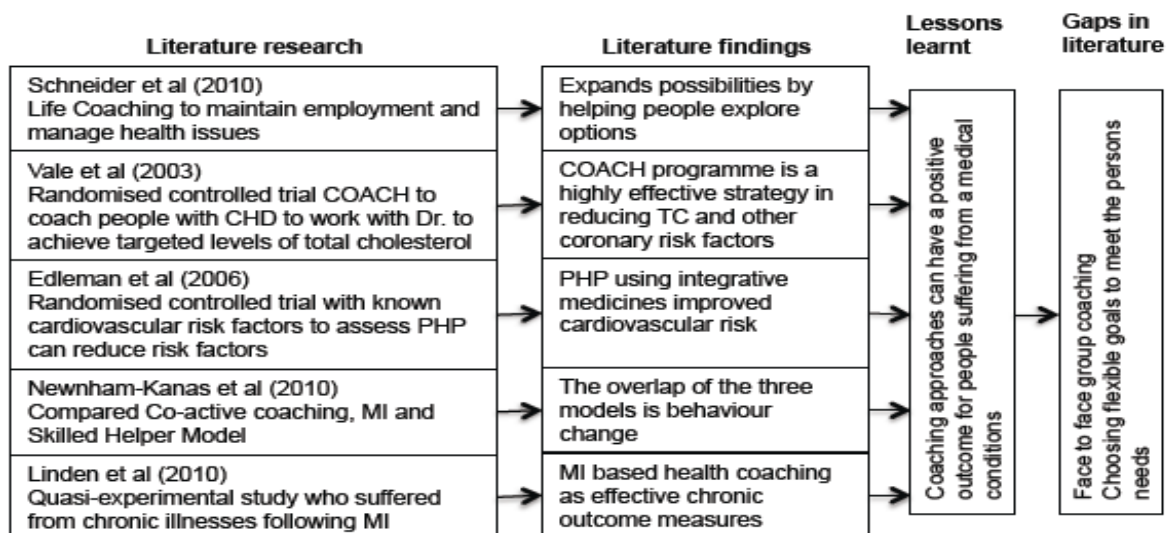 Literature research
Literature findings
Lessons
learnt
Gaps in
literature
Schneider et al (2010)
Life Coaching to maintain employment and
manage health issues
Expands possibilities by
helping people explore
options
Vale et al (2003)
Randomised controlled trial COACH to
coach people with CHD to work with Dr. to
achieve targeted levels of total cholesterol
COACH programme is a
highly effective strategy in
reducing TC and other
coronary risk factors
Edleman et al (2006)
Randomised controlled trial with known
cardiovascular risk factors to assess PHP
can reduce risk factors
PHP using integrative
medicines improved
cardiovascular risk
Newnham-Kanas et al (2010)
Compared Co-active coaching, MI and
Skilled Helper Model
The overlap of the three
models is behaviour
change
Linden et al (2010)
Quasi-experimental study who suffered
from chronic illnesses following MI
MI based health coaching
as effective chronic
outcome measures
Coaching approaches can have a positive
outcome for people suffering from a medical
conditions
Face to face group coaching
Choosing flexible goals to meet the persons
needs